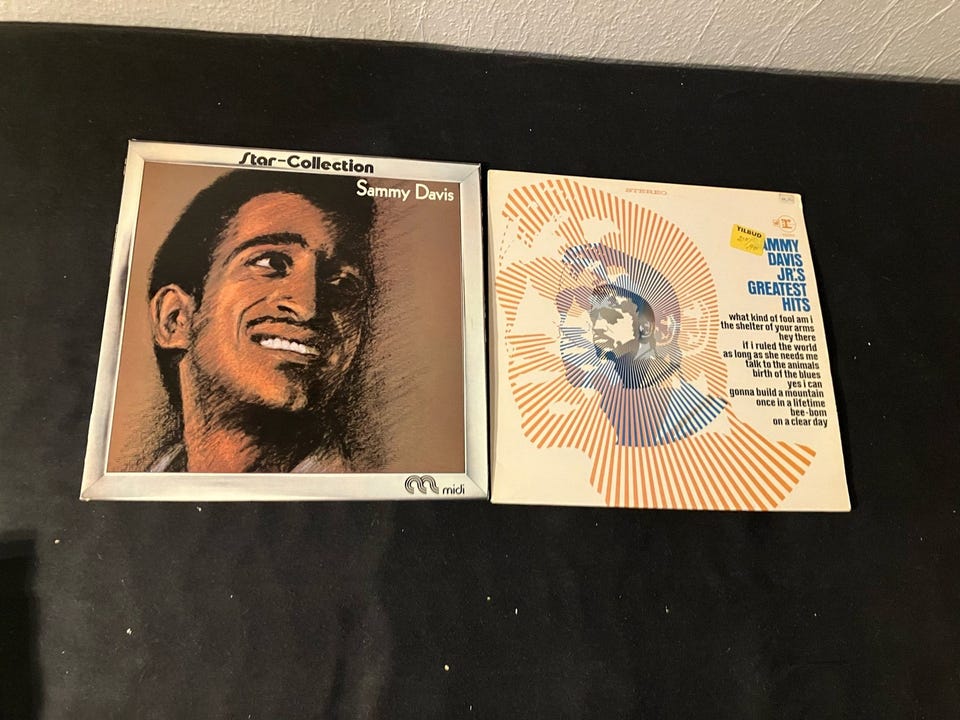 Star-Collection
Sammy Davis
midi
STEREO
TILBUD
MMY
DAVIS
JR.'S
GREATEST
HITS
what kind of fool am i
the shelter of your arms
hey there
if i ruled the world
as long as she needs me
talk to the animals
birth of the blues
yes i can
gonna build a mountain
once in a lifetime
bee-bom
on a clear day